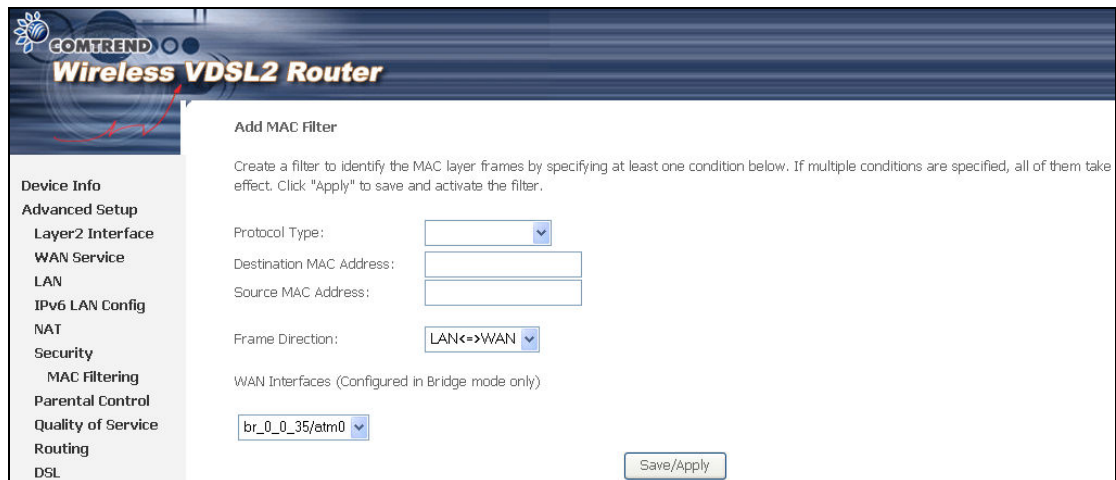 COMTREND
Wireless VDSL2 Router
Device Info
Advanced Setup
Layer2 Interface
WAN Service
LAN
IPv6 LAN Config
NAT
Security
MAC Filtering
Parental Control
Quality of Service
Routing
DSL
Add MAC Filter
Create a filter to identify the MAC layer frames by specifying at least one condition below. If multiple conditions are specified, all of them take
effect. Click "Apply" to save and activate the filter.
Protocol Type:
Destination MAC Address:
Source MAC Address:
Frame Direction: LAN<=>WAN
WAN Interfaces (Configured in Bridge mode only)
br_0_0_35/atm0
Save/Apply